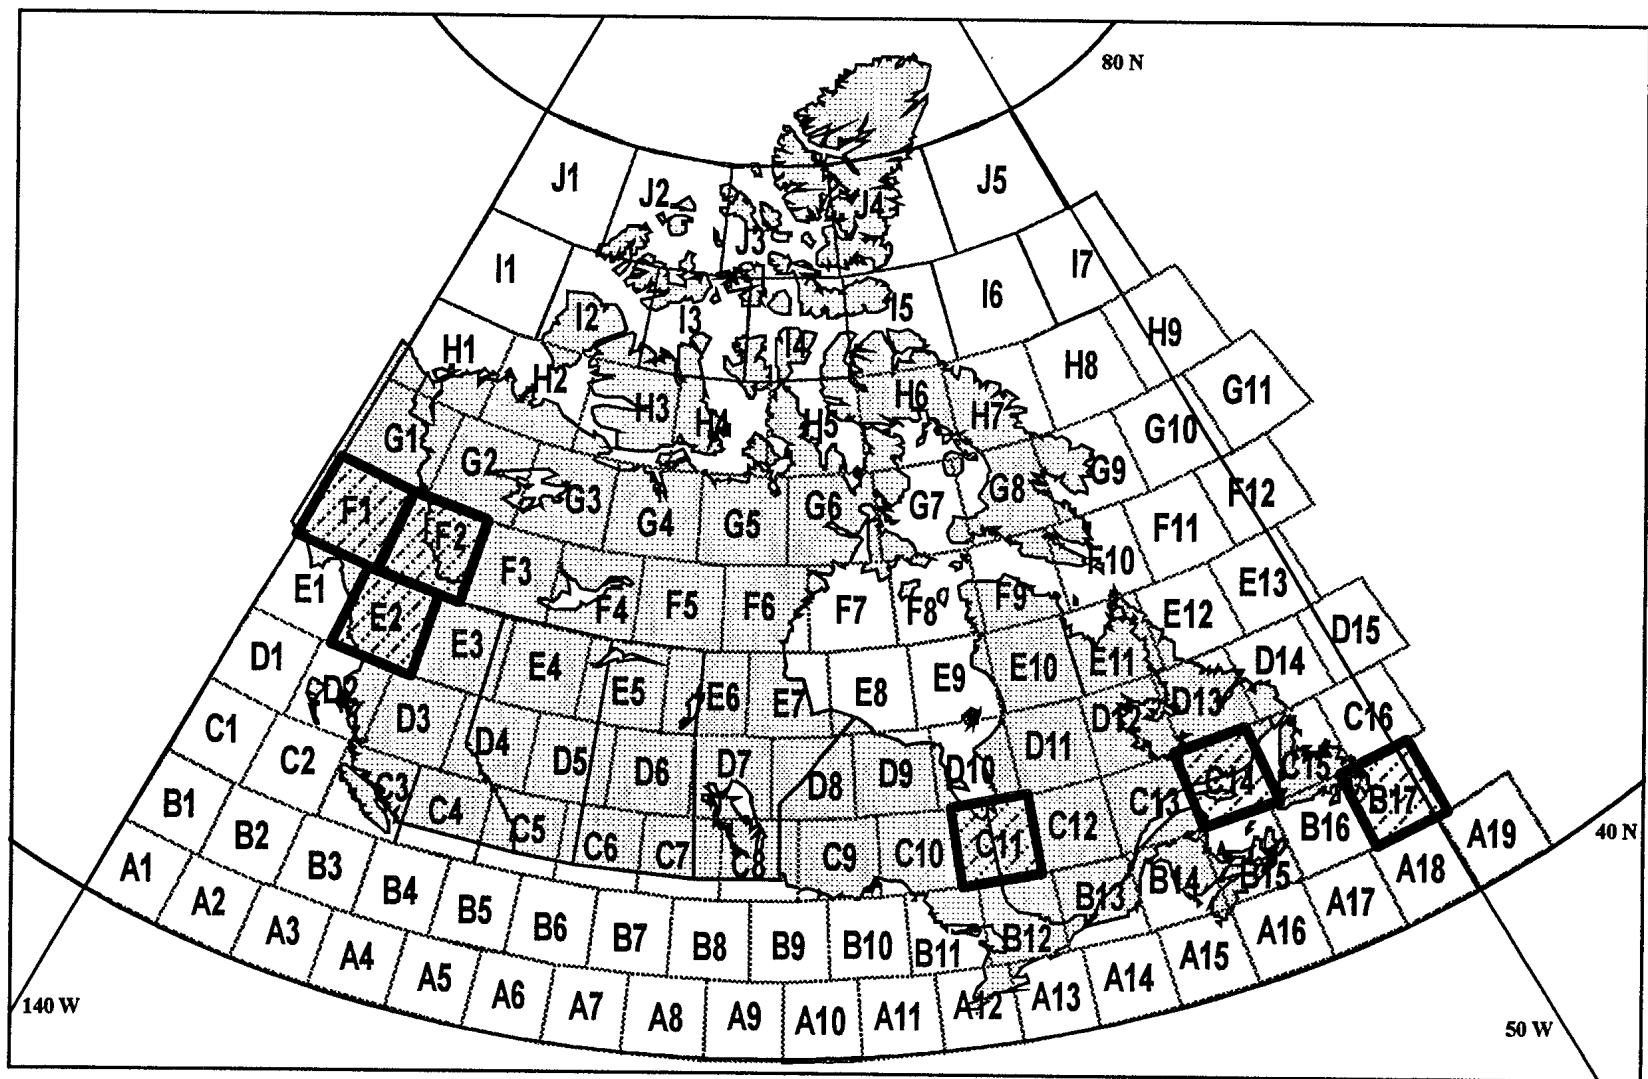 80 N
J1 J2 J3 J4 J5
I1 I2 I3 I4 I5 I6 I7
H1 H2 H3 H4 H5 H6 H7 H8 H9
G1 G2 G3 G4 G5 G6 G7 G8 G9 G10 G11
F1 F2 F3 F4 F5 F6 F7 F8 F9 F10 F11 F12
E1 E2 E3 E4 E5 E6 E7 E8 E9 E10 E11 E12 E13
D1 D2 D3 D4 D5 D6 D7 D8 D9 D10 D11 D12 D13 D14 D15
C1 C2 C3 C4 C5 C6 C7 C8 C9 C10 C11 C12 C13 C14 C15 C16
B1 B2 B3 B4 B5 B6 B7 B8 B9 B10 B11 B12 B13 B14 B15 B16 B17
A1 A2 A3 A4 A5 A6 A7 A8 A9 A10 A11 A12 A13 A14 A15 A16 A17 A18 A19
40 N
140 W
50 W